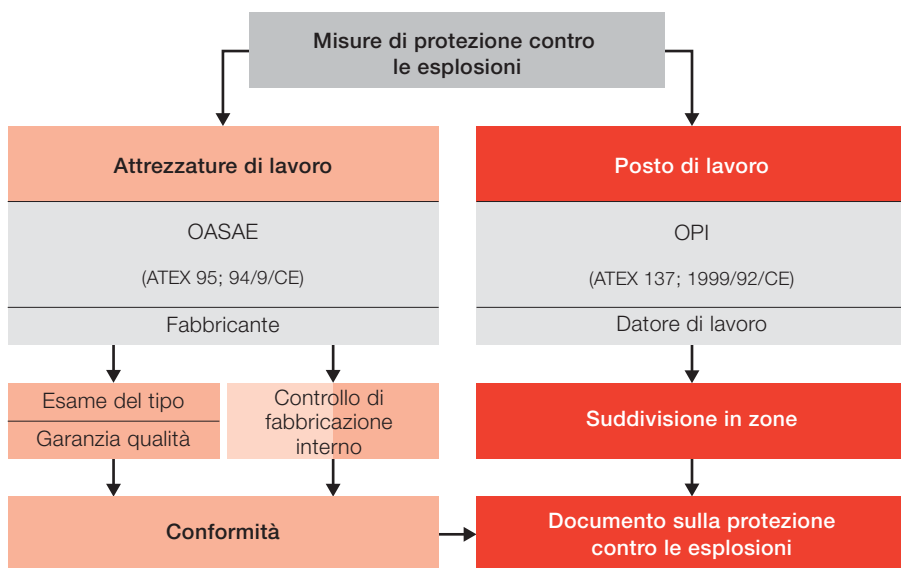 Misure di protezione contro
le esplosioni
Attrezzature di lavoro
OASAE
(ATEX 95; 94/9/CE)
Fabbricante
Esame del tipo
Garanzia qualità
Controllo di
fabbricazione
interno
Conformità
Posto di lavoro
OPI
(ATEX 137; 1999/92/CE)
Datore di lavoro
Suddivisione in zone
Documento sulla protezione
contro le esplosioni